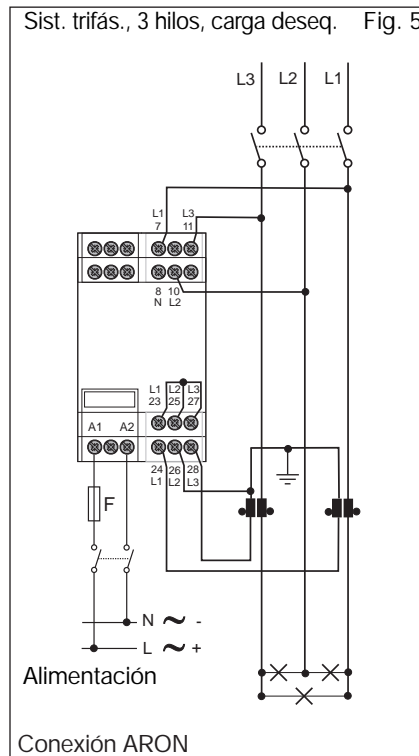 Sist. trifás., 3 hilos, carga deseq. Fig. 5
L3 L2 L1
L1 L3
7 11
8 10
N L2
L1 L2 L3
23 25 27
A1 A2
24 26 28
L1 L2 L3
F
N ~ -
L ~ +
Alimentación
Conexión ARON